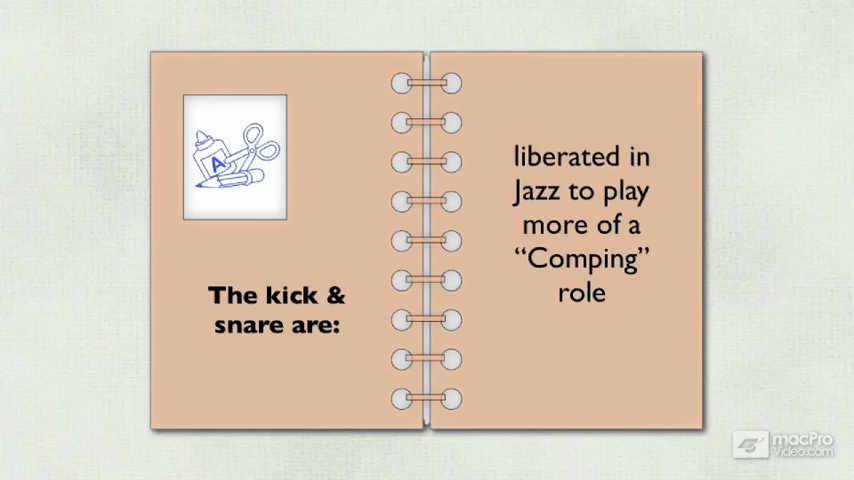 A
The kick &
snare are:
liberated in
Jazz to play
more of a
“Comping”
role
macPro
Video.com